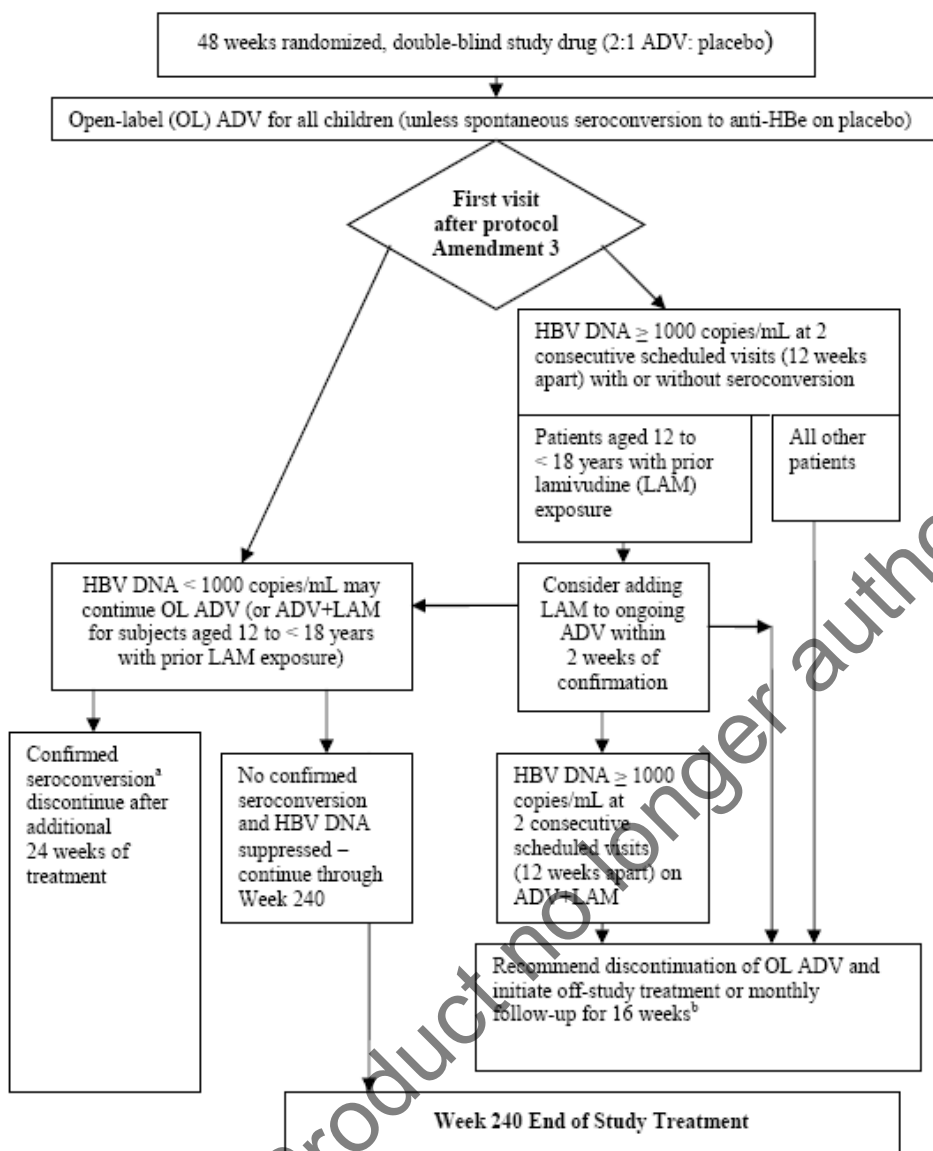 48 weeks randomized, double-blind study drug (2:1 ADV: placebo)
Open-label (OL) ADV for all children (unless spontaneous seroconversion to anti-HBe on placebo)
First visit
after protocol
Amendment 3
HBV DNA ≥ 1000 copies/mL at 2
consecutive scheduled visits (12 weeks
apart) with or without seroconversion
Patients aged 12 to
< 18 years with prior
lamivudine (LAM)
exposure
All other
patients
HBV DNA < 1000 copies/mL may
continue OL ADV (or ADV+LAM
for subjects aged 12 to < 18 years
with prior LAM exposure)
Consider adding
LAM to ongoing
ADV within
2 weeks of
confirmation
Confirmed
seroconversionᵃ
discontinue after
additional
24 weeks of
treatment
No confirmed
seroconversion
and HBV DNA
suppressed –
continue through
Week 240
HBV DNA ≥ 1000
copies/mL at
2 consecutive
scheduled visits
(12 weeks apart) on
ADV+LAM
Recommend discontinuation of OL ADV and
initiate off-study treatment or monthly
follow-up for 16 weeksᵇ
Week 240 End of Study Treatment
product no longer autho